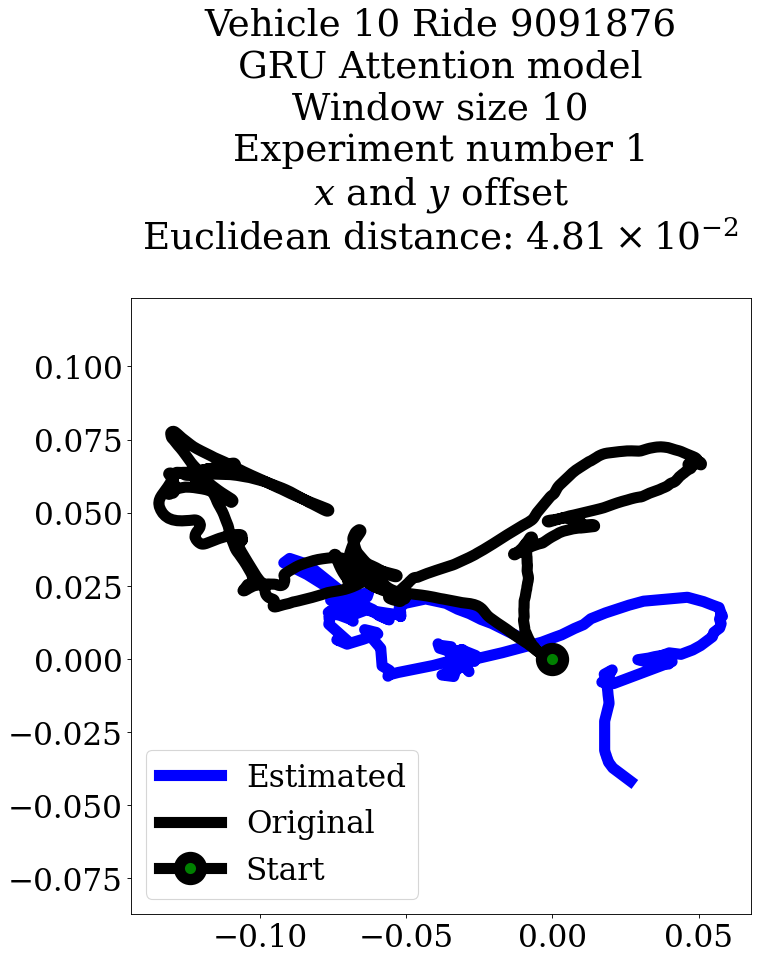 Vehicle 10 Ride 9091876
GRU Attention model
Window size 10
Experiment number 1
x and y offset
Euclidean distance: 4.81 × 10⁻²
0.100
0.075
0.050
0.025
0.000
−0.025
−0.050
−0.075
Estimated
Original
Start
−0.10
−0.05
0.00
0.05